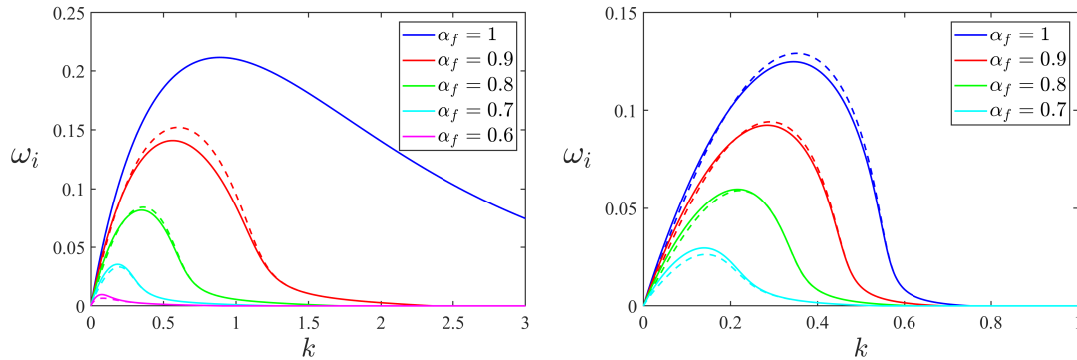 0.25
0.2
0.15
0.1
0.05
0
ω_i
0 0.5 1 1.5 2 2.5 3
k
α_f = 1
α_f = 0.9
α_f = 0.8
α_f = 0.7
α_f = 0.6
0.15
0.1
0.05
0
ω_i
0 0.2 0.4 0.6 0.8 1
k
α_f = 1
α_f = 0.9
α_f = 0.8
α_f = 0.7